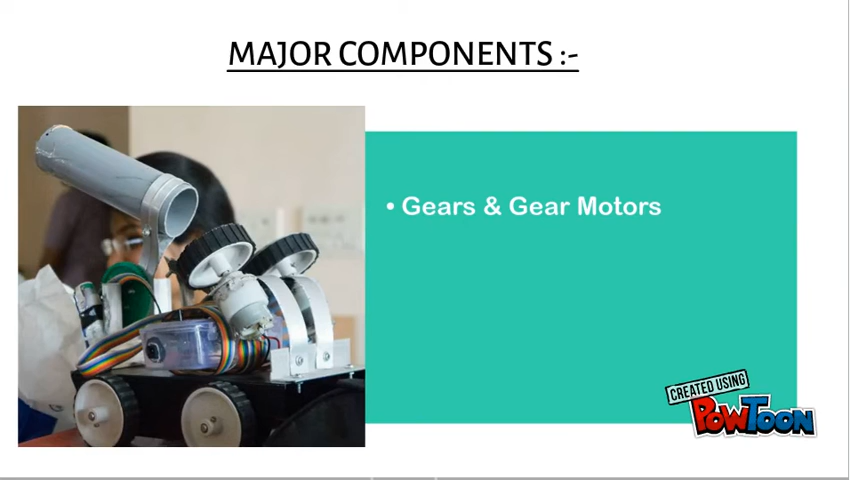 MAJOR COMPONENTS :-
• Gears & Gear Motors
CREATED USING
POWTOON